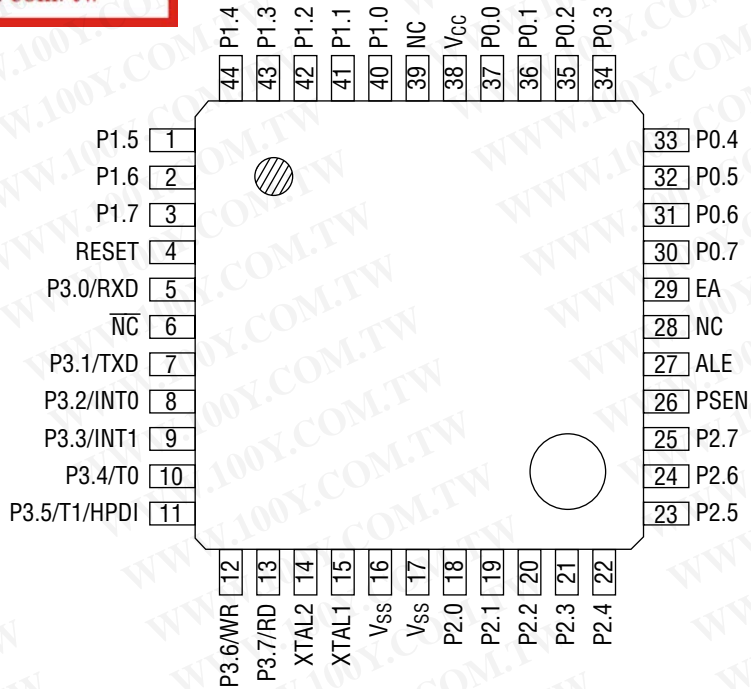 P1.4
P1.3
P1.2
P1.1
P1.0
NC
VCC
P0.0
P0.1
P0.2
P0.3
44
43
42
41
40
39
38
37
36
35
34
P1.5 1
P1.6 2
P1.7 3
RESET 4
P3.0/RXD 5
NC 6
P3.1/TXD 7
P3.2/INT0 8
P3.3/INT1 9
P3.4/T0 10
P3.5/T1/HPDI 11
33 P0.4
32 P0.5
31 P0.6
30 P0.7
29 EA
28 NC
27 ALE
26 PSEN
25 P2.7
24 P2.6
23 P2.5
12
13
14
15
16
17
18
19
20
21
22
P3.6/WR
P3.7/RD
XTAL2
XTAL1
VSS
VSS
P2.0
P2.1
P2.2
P2.3
P2.4
WWW.100Y.COM.TW